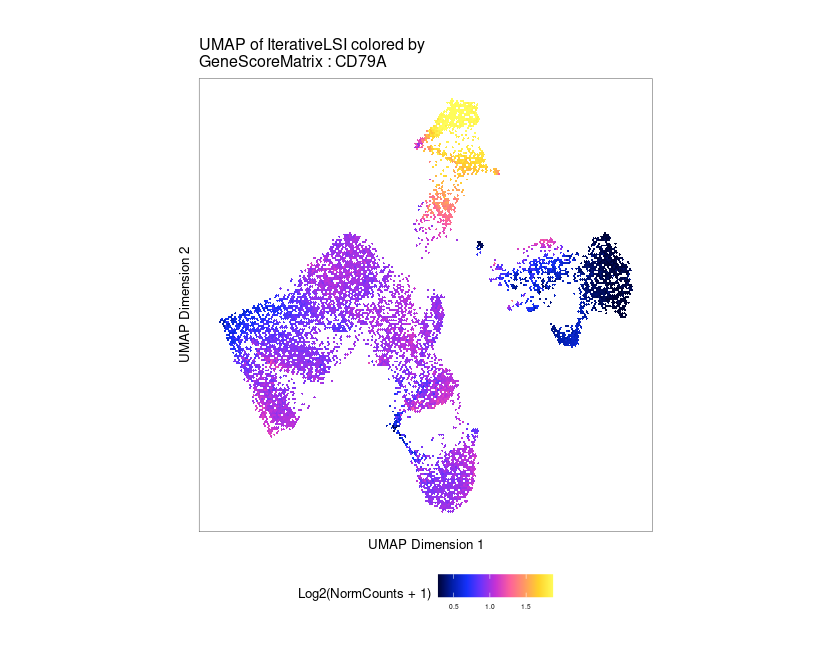 UMAP of IterativeLSI colored by
GeneScoreMatrix : CD79A
UMAP Dimension 2
UMAP Dimension 1
Log2(NormCounts + 1)
0.5 1.0 1.5